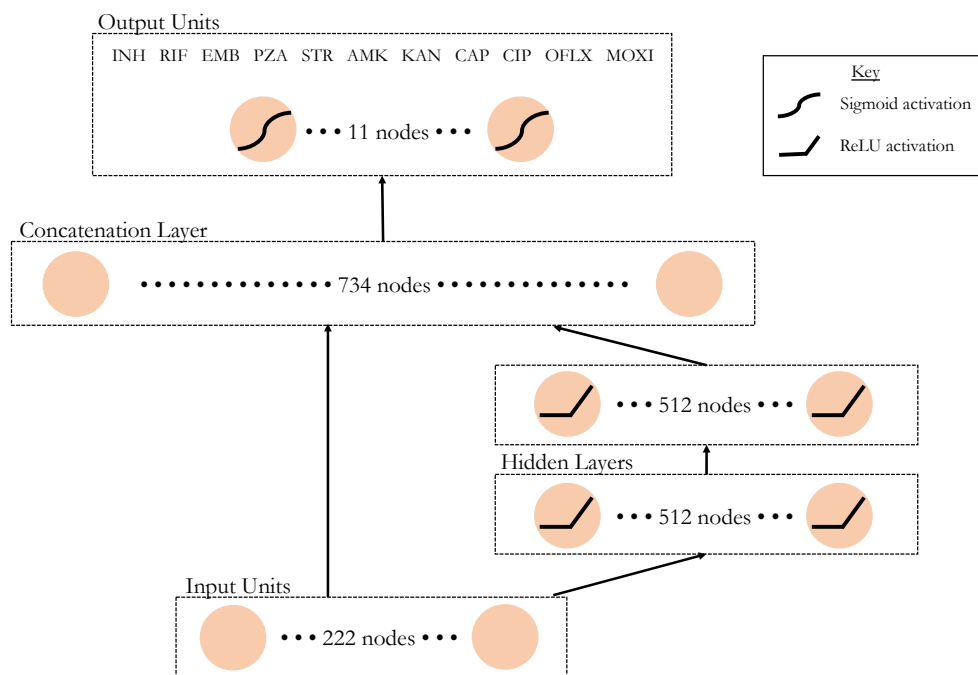 Output Units
INH RIF EMB PZA STR AMK KAN CAP CIP OFLX MOXI
11 nodes
Key
Sigmoid activation
ReLU activation
Concatenation Layer
734 nodes
512 nodes
Hidden Layers
512 nodes
Input Units
222 nodes